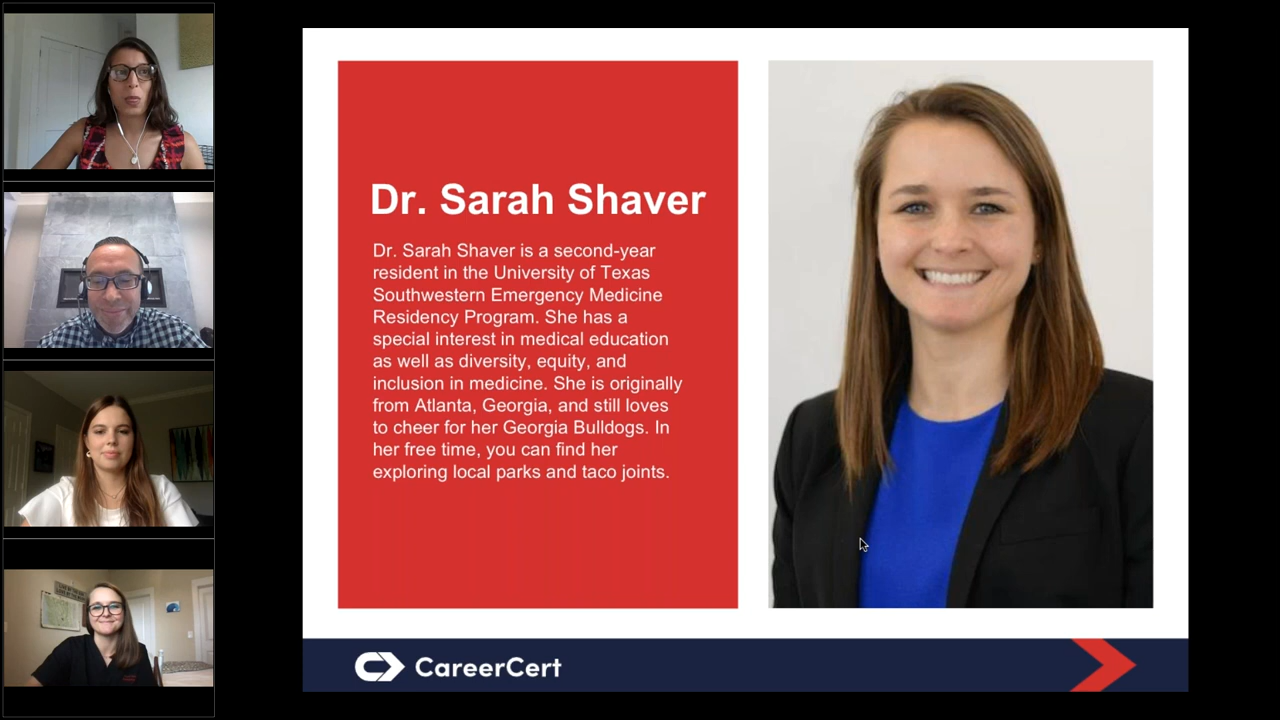 Dr. Sarah Shaver
Dr. Sarah Shaver is a second-year
resident in the University of Texas
Southwestern Emergency Medicine
Residency Program. She has a
special interest in medical education
as well as diversity, equity, and
inclusion in medicine. She is originally
from Atlanta, Georgia, and still loves
to cheer for her Georgia Bulldogs. In
her free time, you can find her
exploring local parks and taco joints.
CareerCert